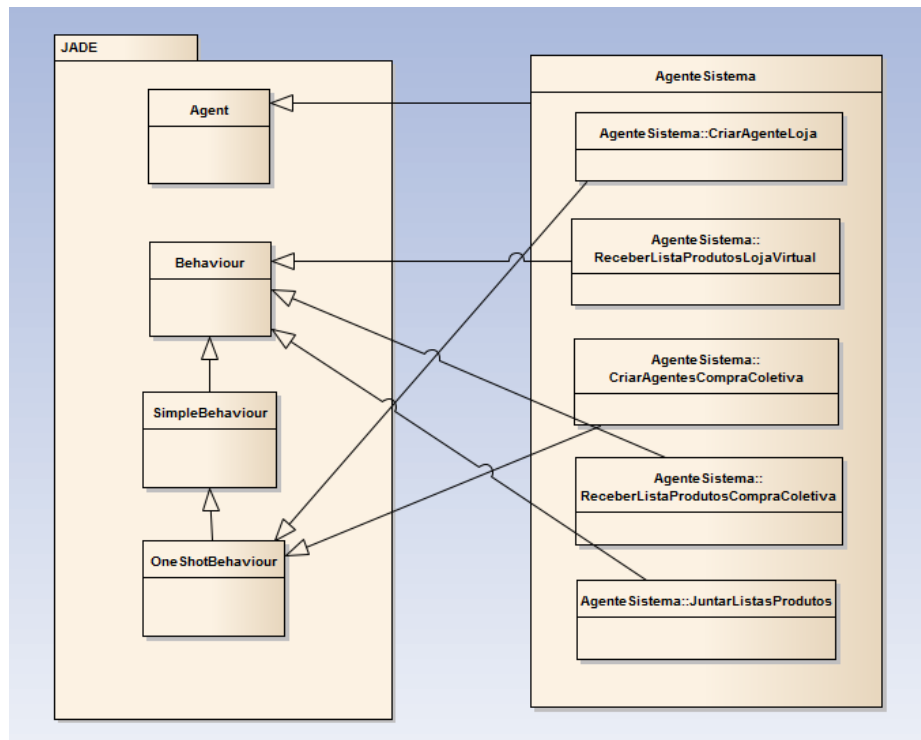 JADE
Agent
Behaviour
SimpleBehaviour
OneShotBehaviour
AgenteSistema
AgenteSistema::CriarAgenteLoja
AgenteSistema::
ReceberListaProdutosLojaVirtual
AgenteSistema::
CriarAgentesCompraColetiva
AgenteSistema::
ReceberListaProdutosCompraColetiva
AgenteSistema::JuntarListasProdutos